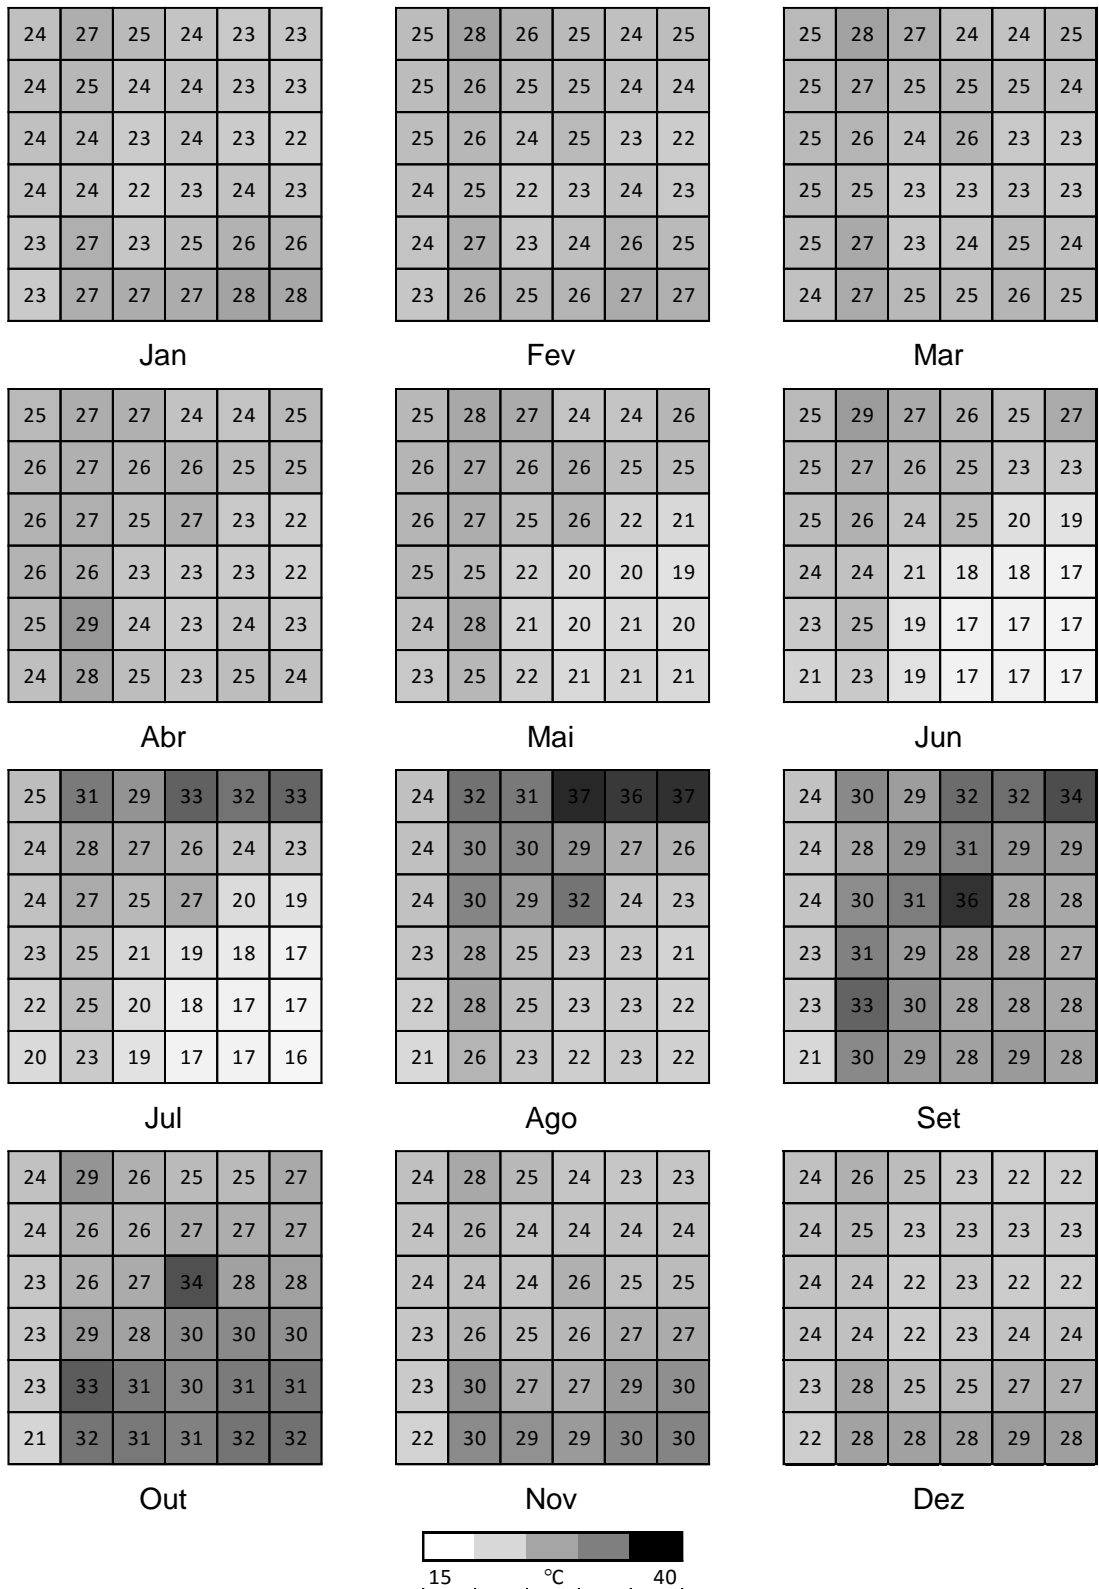 24 27 25 24 23 23 25 28 26 25 24 25 25 28 27 24 24 25
24 25 24 24 23 23 25 26 25 25 24 24 25 27 25 25 25 24
24 24 23 24 23 22 25 26 24 25 23 22 25 26 24 26 23 23
24 24 22 23 24 23 24 25 22 23 24 23 25 25 23 23 23 23
23 27 23 25 26 26 24 27 23 24 26 25 25 27 23 24 25 24
23 27 27 27 28 28 23 26 25 26 27 27 24 27 25 25 26 25
Jan Fev Mar
25 27 27 24 24 25 25 28 27 24 24 26 25 29 27 26 25 27
26 27 26 26 25 25 26 27 26 26 25 25 25 27 26 25 23 23
26 27 25 27 23 22 26 27 25 26 22 21 25 26 24 25 20 19
26 26 23 23 23 22 25 25 22 20 20 19 24 24 21 18 18 17
25 29 24 23 24 23 24 28 21 20 21 20 23 25 19 17 17 17
24 28 25 23 25 24 23 25 22 21 21 21 21 23 19 17 17 17
Abr Mai Jun
25 31 29 33 32 33 24 32 31 37 36 37 24 30 29 32 32 34
24 28 27 26 24 23 24 30 30 29 27 26 24 28 29 31 29 29
24 27 25 27 20 19 24 30 29 32 24 23 24 30 31 36 28 28
23 25 21 19 18 17 23 28 25 23 23 21 23 31 29 28 28 27
22 25 20 18 17 17 22 28 25 23 23 22 23 33 30 28 28 28
20 23 19 17 17 16 21 26 23 22 23 22 21 30 29 28 29 28
Jul Ago Set
24 29 26 25 25 27 24 28 25 24 23 23 24 26 25 23 22 22
24 26 26 27 27 27 24 26 24 24 24 24 24 25 23 23 23 23
23 26 27 34 28 28 24 24 24 26 25 25 24 24 22 23 22 22
23 29 28 30 30 30 23 26 25 26 27 27 24 24 22 23 24 24
23 33 31 30 31 31 23 30 27 27 29 30 23 28 25 25 27 27
21 32 31 31 32 32 22 30 29 29 30 30 22 28 28 28 29 28
Out Nov Dez
15 °C 40